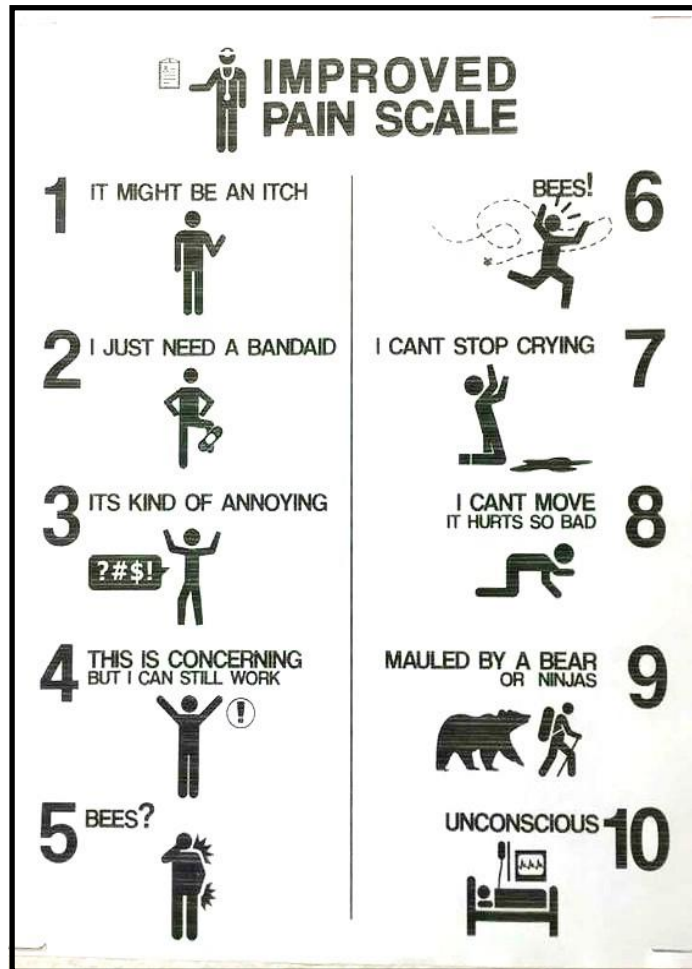 IMPROVED
PAIN SCALE
1 IT MIGHT BE AN ITCH
2 I JUST NEED A BANDAID
3 ITS KIND OF ANNOYING
?#$!
4 THIS IS CONCERNING
BUT I CAN STILL WORK
!
5 BEES?
BEES! 6
I CANT STOP CRYING 7
I CANT MOVE 8
IT HURTS SO BAD
MAULED BY A BEAR 9
OR NINJAS
UNCONSCIOUS 10